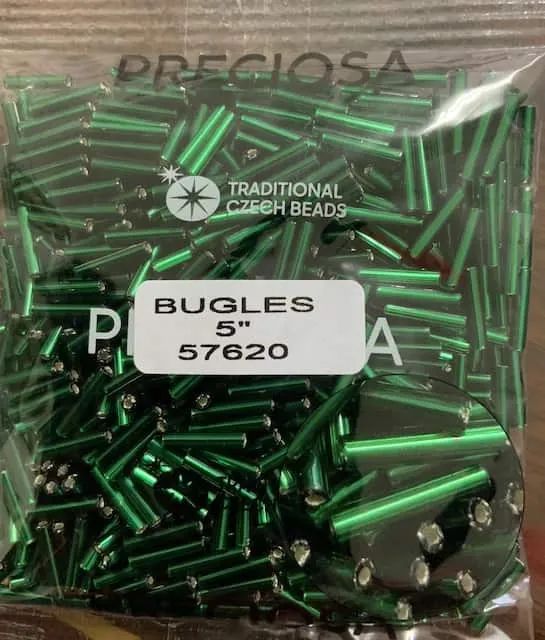 PRECIOSA
TRADITIONAL
CZECH BEADS
BUGLES
5"
57620